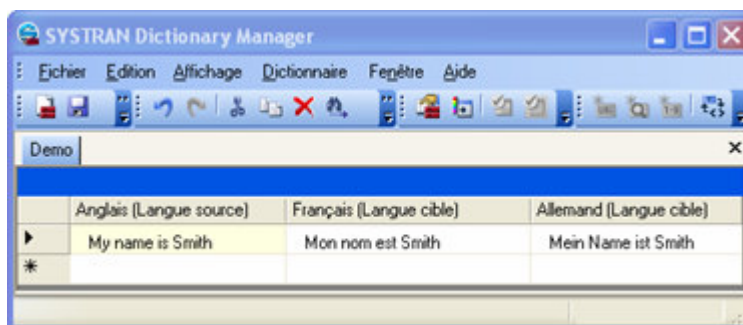 SYSTRAN Dictionary Manager
Fichier Edition Affichage Dictionnaire Fenêtre Aide
Demo
Anglais (Langue source) Français (Langue cible) Allemand (Langue cible)
My name is Smith Mon nom est Smith Mein Name ist Smith